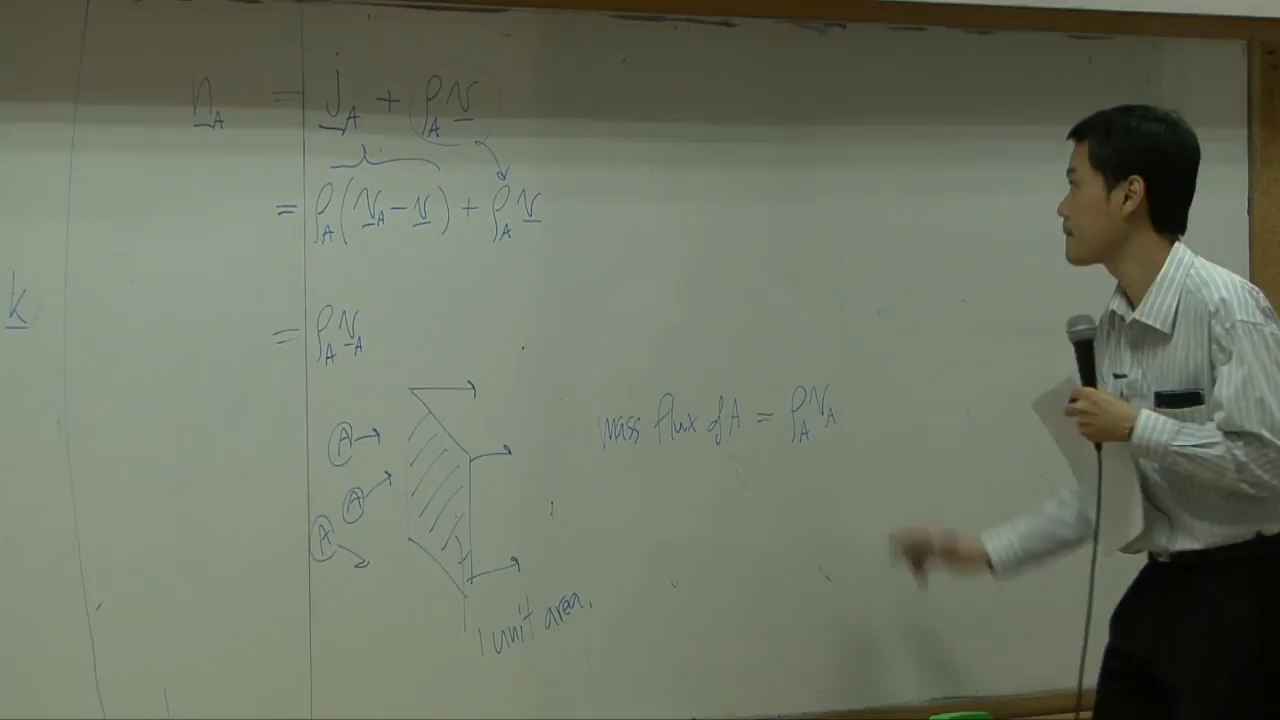 n_A = j_A + ρ_A v
= ρ_A (v_A − v) + ρ_A v
k
= ρ_A v_A
A
mass flux of A = ρ_A v_A
A
A
1 unit area.